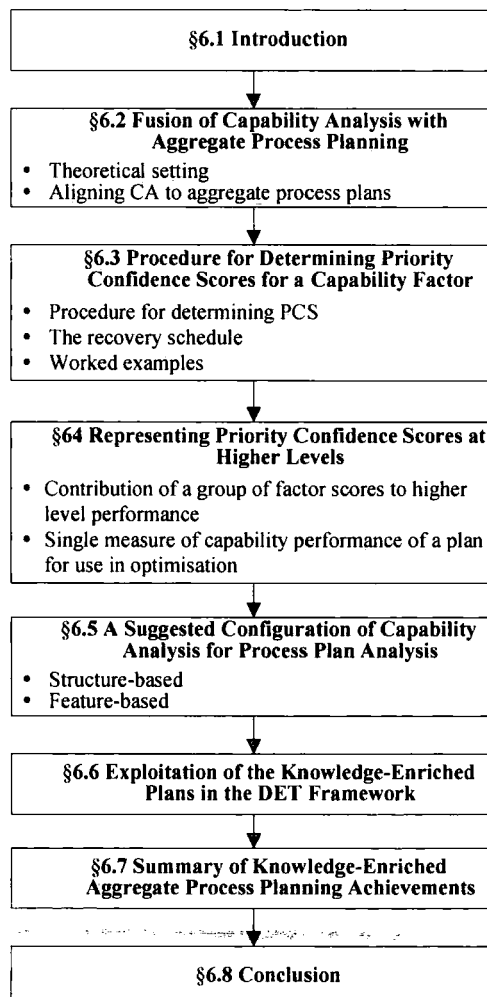 §6.1 Introduction
§6.2 Fusion of Capability Analysis with
Aggregate Process Planning
• Theoretical setting
• Aligning CA to aggregate process plans
§6.3 Procedure for Determining Priority
Confidence Scores for a Capability Factor
• Procedure for determining PCS
• The recovery schedule
• Worked examples
§64 Representing Priority Confidence Scores at
Higher Levels
• Contribution of a group of factor scores to higher
level performance
• Single measure of capability performance of a plan
for use in optimisation
§6.5 A Suggested Configuration of Capability
Analysis for Process Plan Analysis
• Structure-based
• Feature-based
§6.6 Exploitation of the Knowledge-Enriched
Plans in the DET Framework
§6.7 Summary of Knowledge-Enriched
Aggregate Process Planning Achievements
§6.8 Conclusion